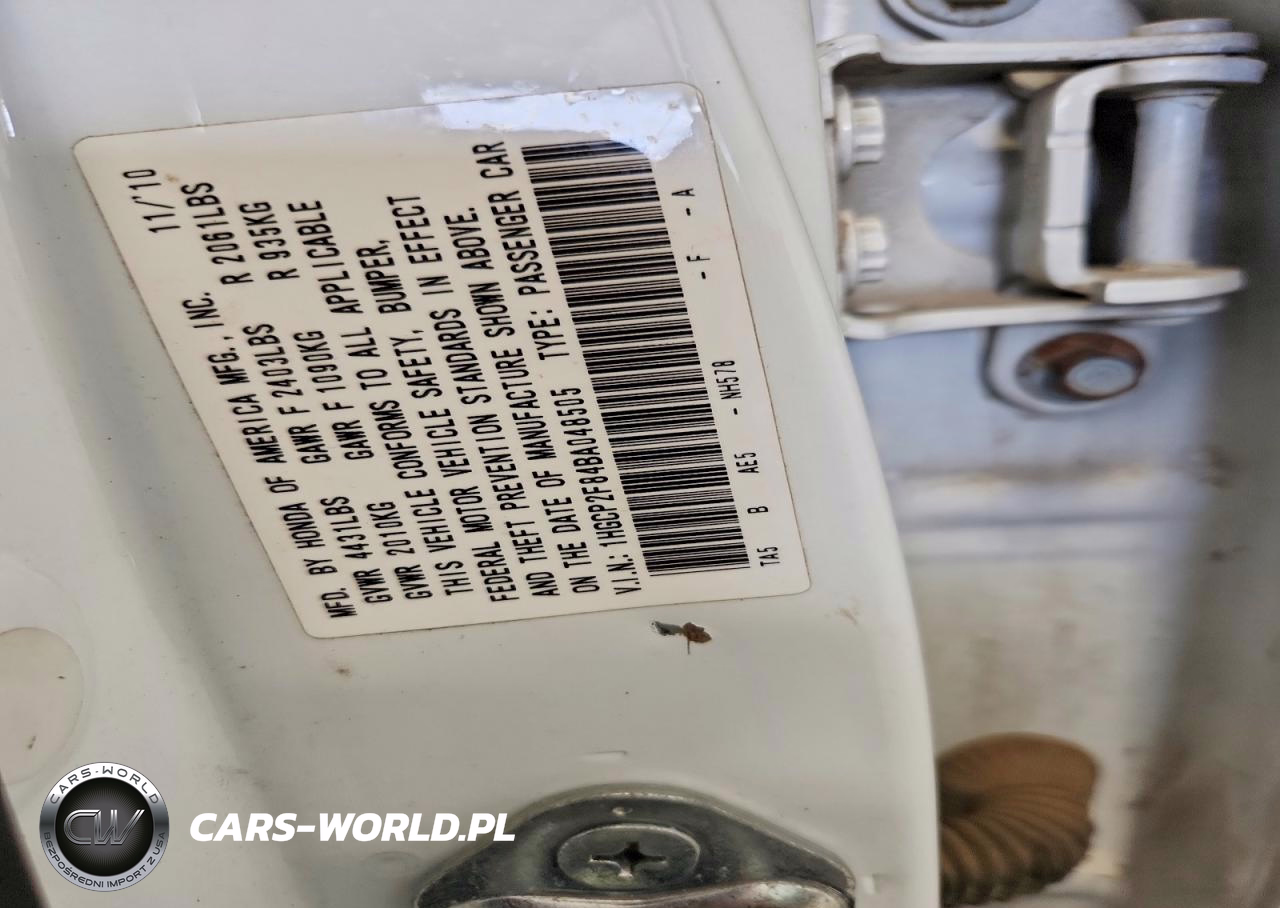 MFD. BY HONDA OF AMERICA MFG., INC. 11/'10
GVWR 4431LBS GAWR F 2403LBS R 2061LBS
GVWR 2010KG GAWR F 1090KG R 935KG
THIS VEHICLE CONFORMS TO ALL APPLICABLE
FEDERAL MOTOR VEHICLE SAFETY, BUMPER,
AND THEFT PREVENTION STANDARDS IN EFFECT
ON THE DATE OF MANUFACTURE SHOWN ABOVE.
V.I.N.: 1HGCP2F84BA048505 TYPE: PASSENGER CAR
TA5 B AE5 - NH578 - F - A
CARS-WORLD
CW
BEZPOŚREDNI IMPORT Z USA
CARS-WORLD.PL